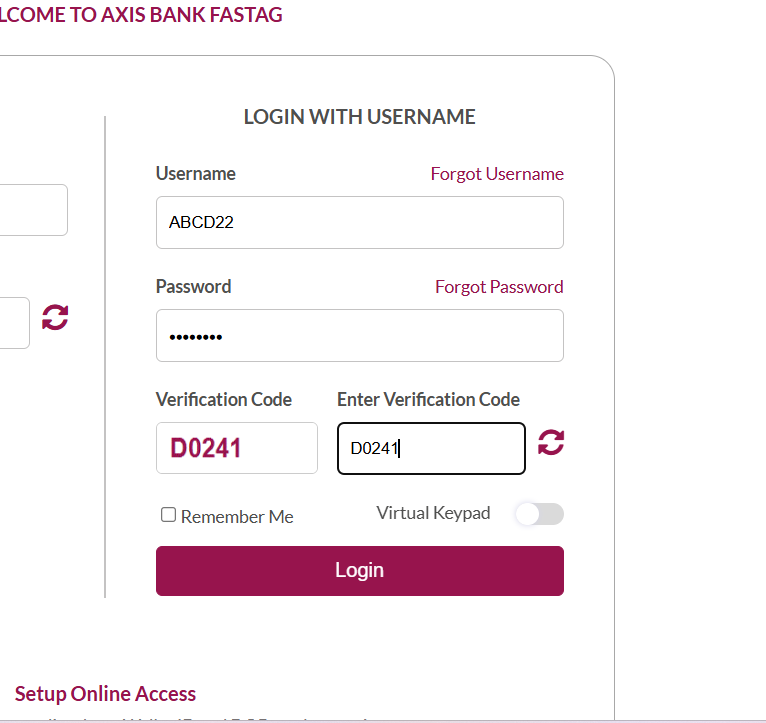 LCOME TO AXIS BANK FASTAG
LOGIN WITH USERNAME
Username
Forgot Username
ABCD22
Password
Forgot Password
••••••••
Verification Code
Enter Verification Code
D0241
D0241
Remember Me
Virtual Keypad
Login
Setup Online Access